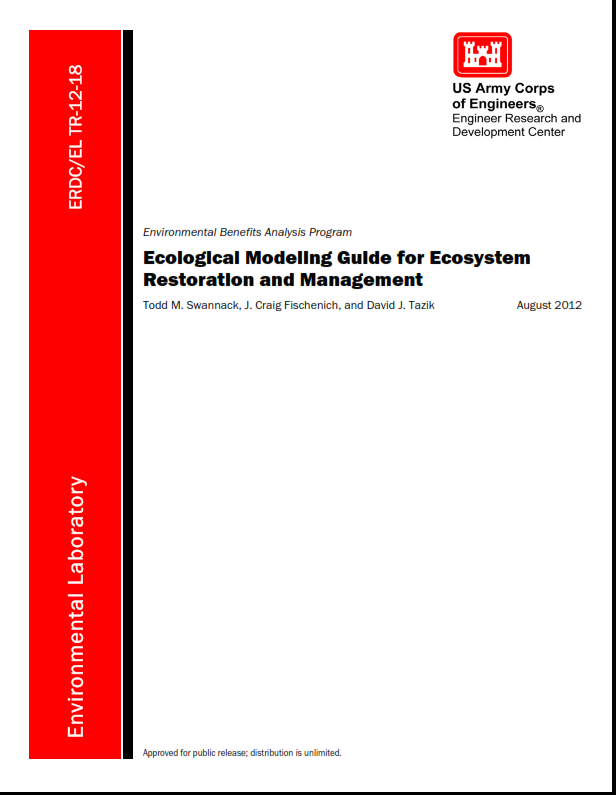 ERDC/EL TR-12-18
US Army Corps
of Engineers®
Engineer Research and
Development Center
Environmental Benefits Analysis Program
Ecological Modeling Guide for Ecosystem
Restoration and Management
Todd M. Swannack, J. Craig Fischenich, and David J. Tazik August 2012
Environmental Laboratory
Approved for public release; distribution is unlimited.